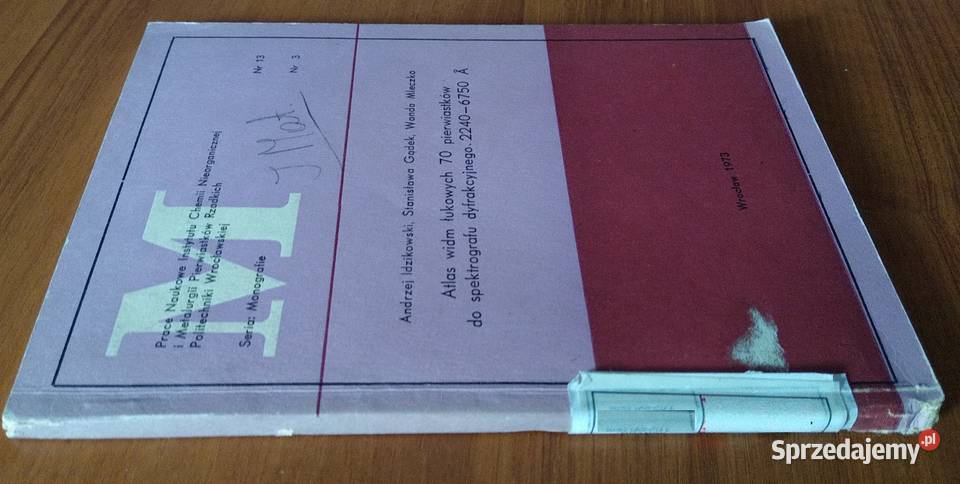 M
Prace Naukowe Instytutu Chemii Nieorganicznej
i Metalurgii Pierwiastków Rzadkich
Politechniki Wrocławskiej
Nr 13
Seria: Monografie
Nr 3
Andrzej Idzikowski, Stanisława Gądek, Wanda Mleczko
Atlas widm łukowych 70 pierwiastków
do spektrografu dyfrakcyjnego. 2240–6750 Å
Wrocław 1973
Sprzedajemy.pl